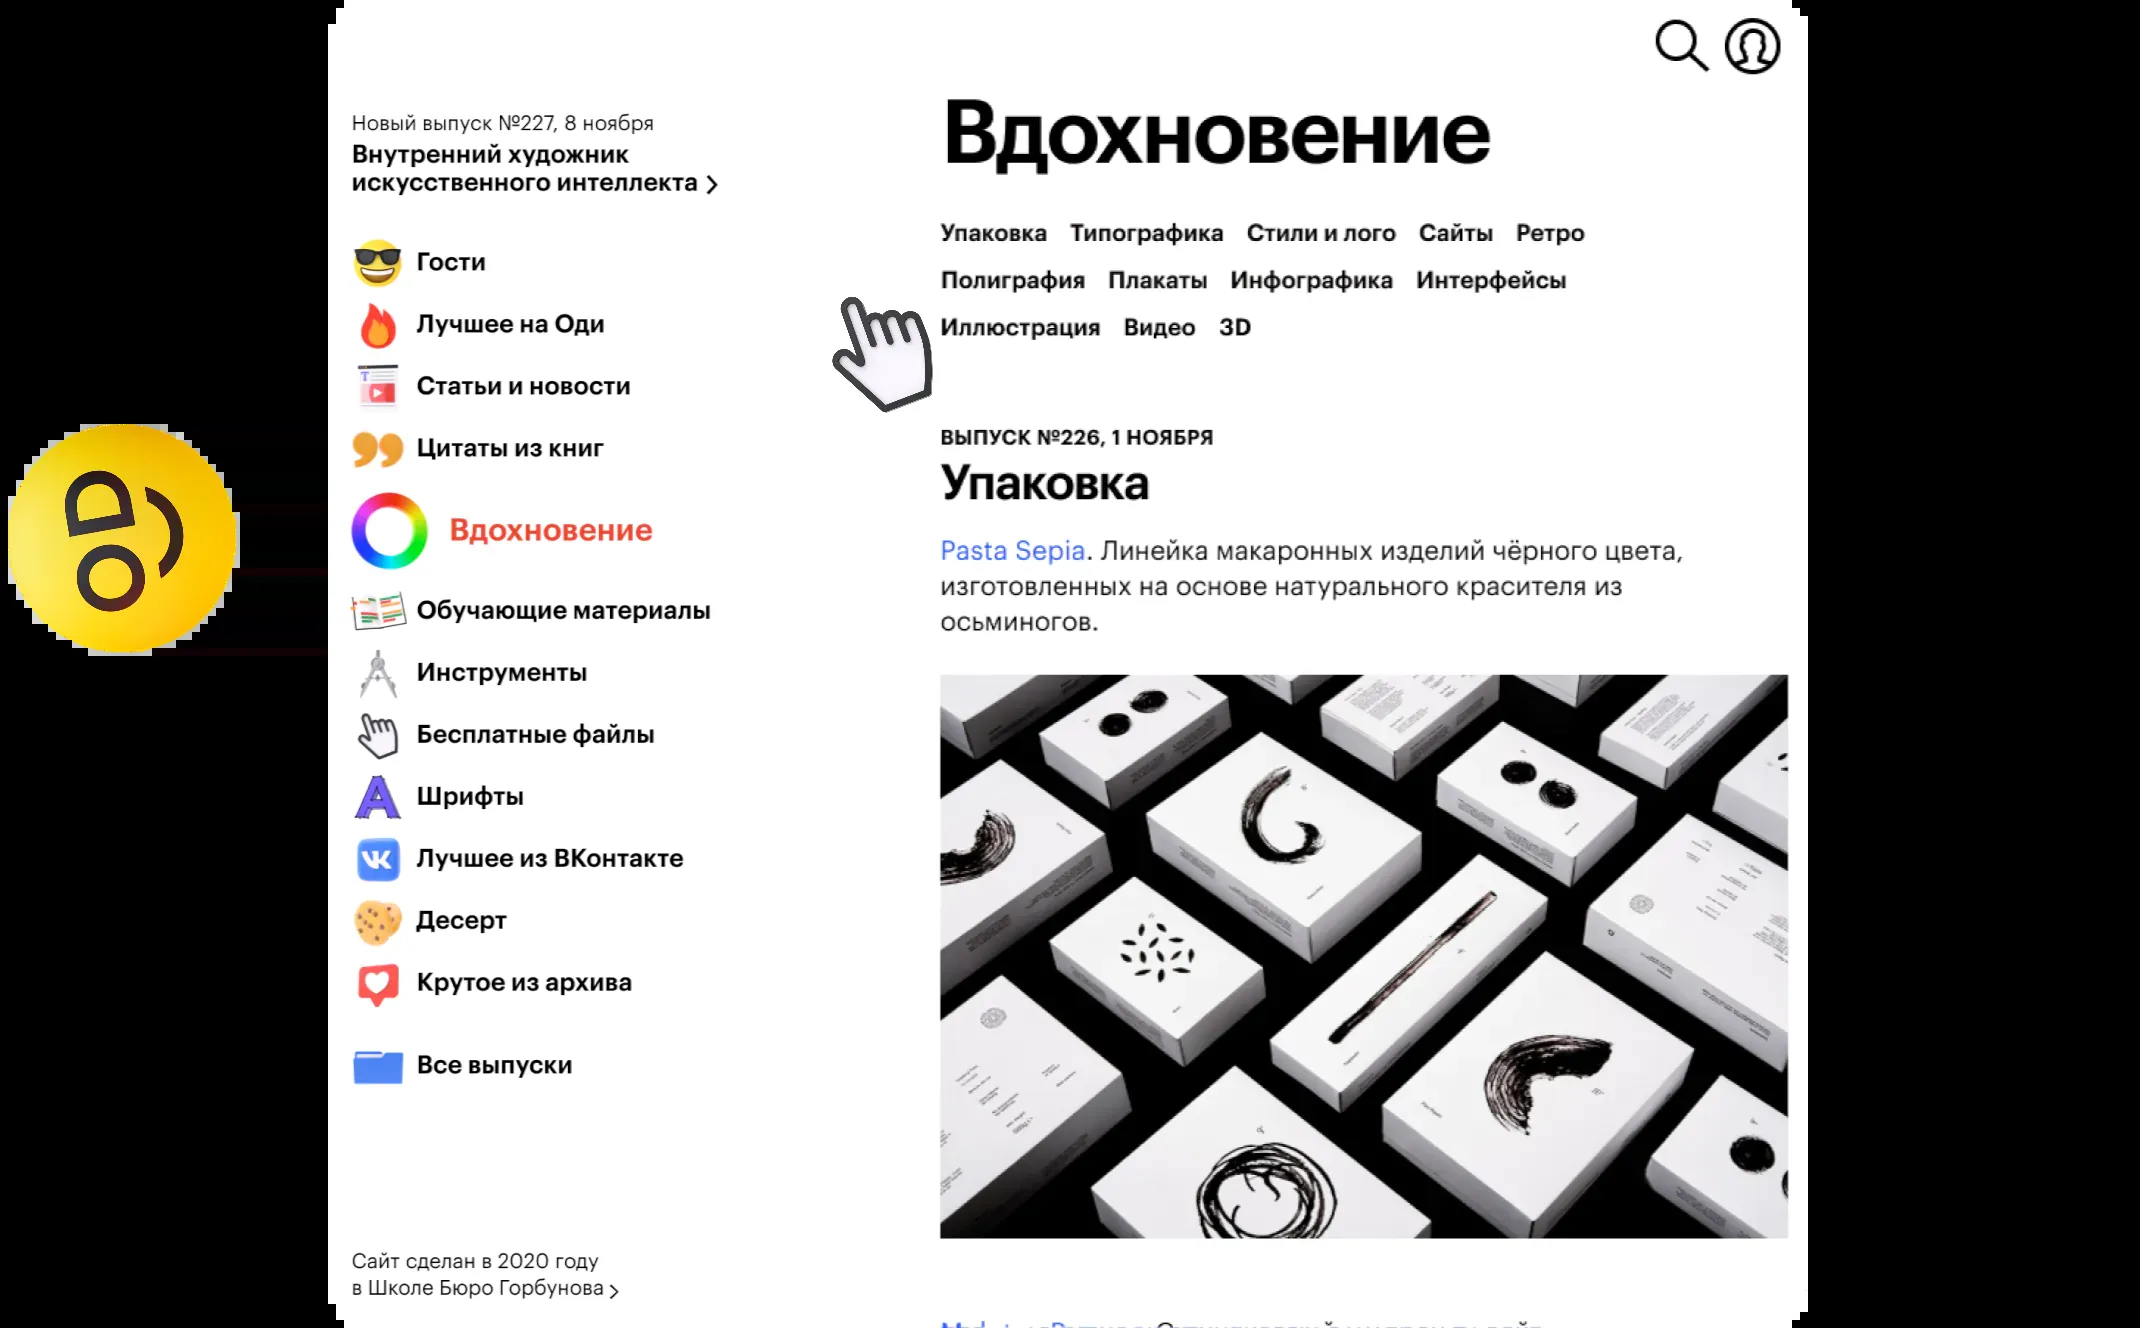 Новый выпуск №227, 8 ноября
Внутренний художник
искусственного интеллекта
Гости
Лучшее на Оди
Статьи и новости
Цитаты из книг
Вдохновение
Обучающие материалы
Инструменты
Бесплатные файлы
Шрифты
Лучшее из ВКонтакте
Десерт
Крутое из архива
Все выпуски
Сайт сделан в 2020 году
в Школе Бюро Горбунова
Вдохновение
Упаковка Типографика Стили и лого Сайты Ретро
Полиграфия Плакаты Инфографика Интерфейсы
Иллюстрация Видео 3D
ВЫПУСК №226, 1 НОЯБРЯ
Упаковка
Pasta Sepia. Линейка макаронных изделий чёрного цвета,
изготовленных на основе натурального красителя из
осьминогов.